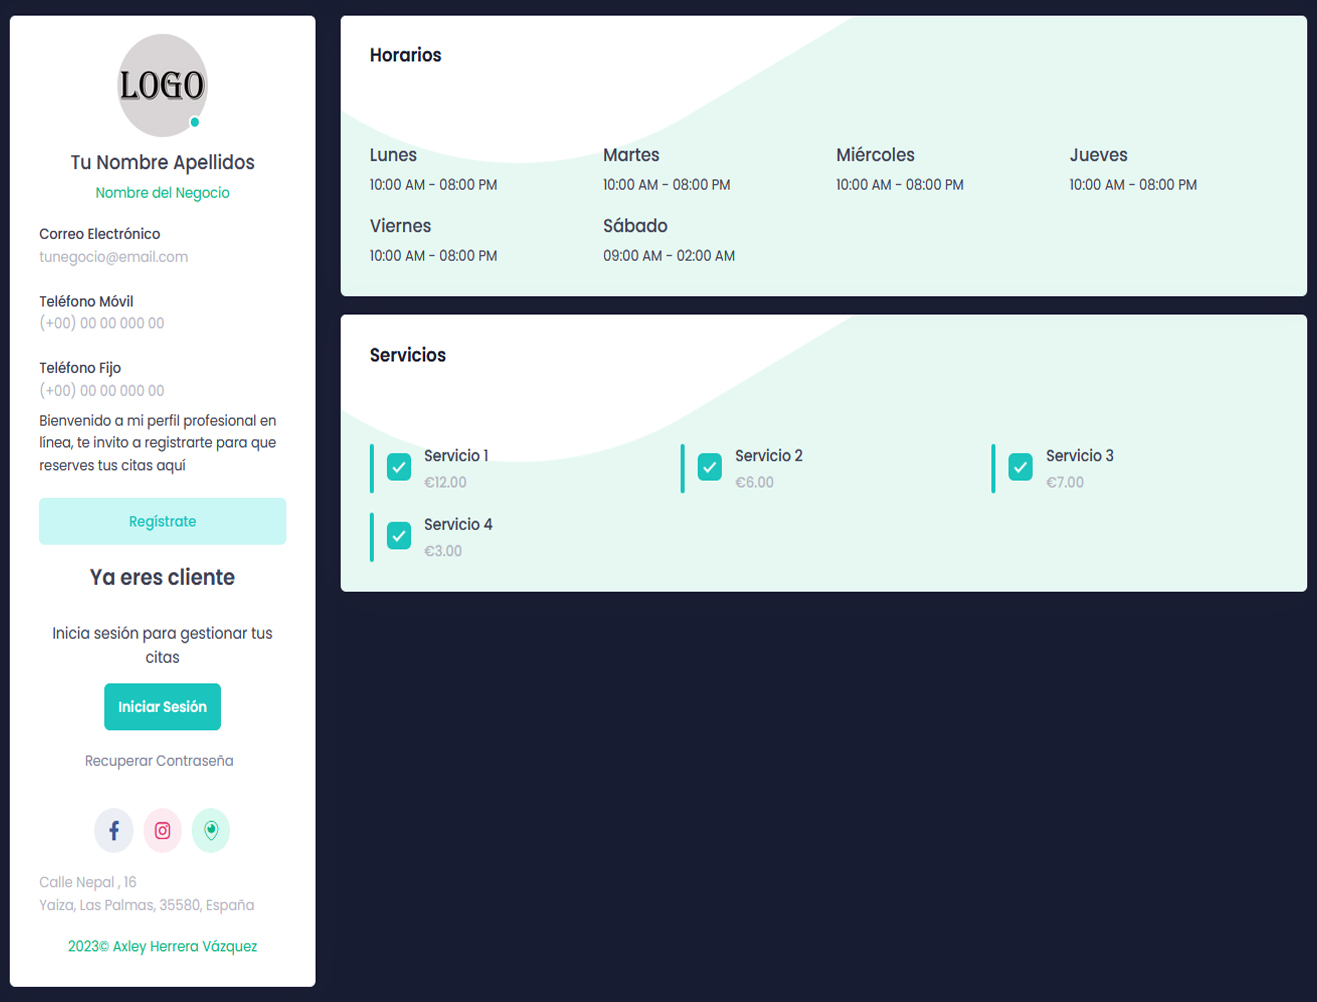 LOGO
Tu Nombre Apellidos
Nombre del Negocio
Correo Electrónico
tunegocio@email.com
Teléfono Móvil
(+00) 00 00 000 00
Teléfono Fijo
(+00) 00 00 000 00
Bienvenido a mi perfil profesional en
línea, te invito a registrarte para que
reserves tus citas aquí
Regístrate
Ya eres cliente
Inicia sesión para gestionar tus
citas
Iniciar Sesión
Recuperar Contraseña
Calle Nepal , 16
Yaiza, Las Palmas, 35580, España
2023© Axley Herrera Vázquez
Horarios
Lunes
10:00 AM - 08:00 PM
Martes
10:00 AM - 08:00 PM
Miércoles
10:00 AM - 08:00 PM
Jueves
10:00 AM - 08:00 PM
Viernes
10:00 AM - 08:00 PM
Sábado
09:00 AM - 02:00 AM
Servicios
Servicio 1
€12.00
Servicio 2
€6.00
Servicio 3
€7.00
Servicio 4
€3.00